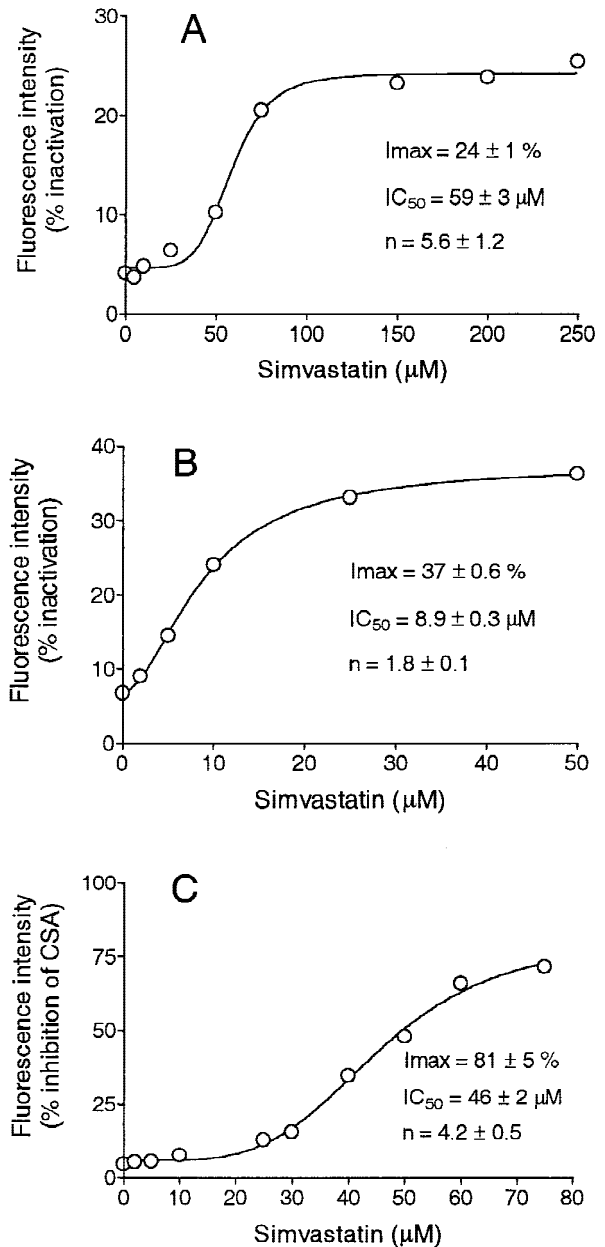 A
Fluorescence intensity
(% inactivation)
30
20
10
0
Imax = 24 ± 1 %
IC50 = 59 ± 3 μM
n = 5.6 ± 1.2
0 50 100 150 200 250
Simvastatin (μM)
B
Fluorescence intensity
(% inactivation)
40
30
20
10
0
Imax = 37 ± 0.6 %
IC50 = 8.9 ± 0.3 μM
n = 1.8 ± 0.1
0 10 20 30 40 50
Simvastatin (μM)
C
Fluorescence intensity
(% inhibition of CSA)
100
75
50
25
0
Imax = 81 ± 5 %
IC50 = 46 ± 2 μM
n = 4.2 ± 0.5
0 10 20 30 40 50 60 70 80
Simvastatin (μM)